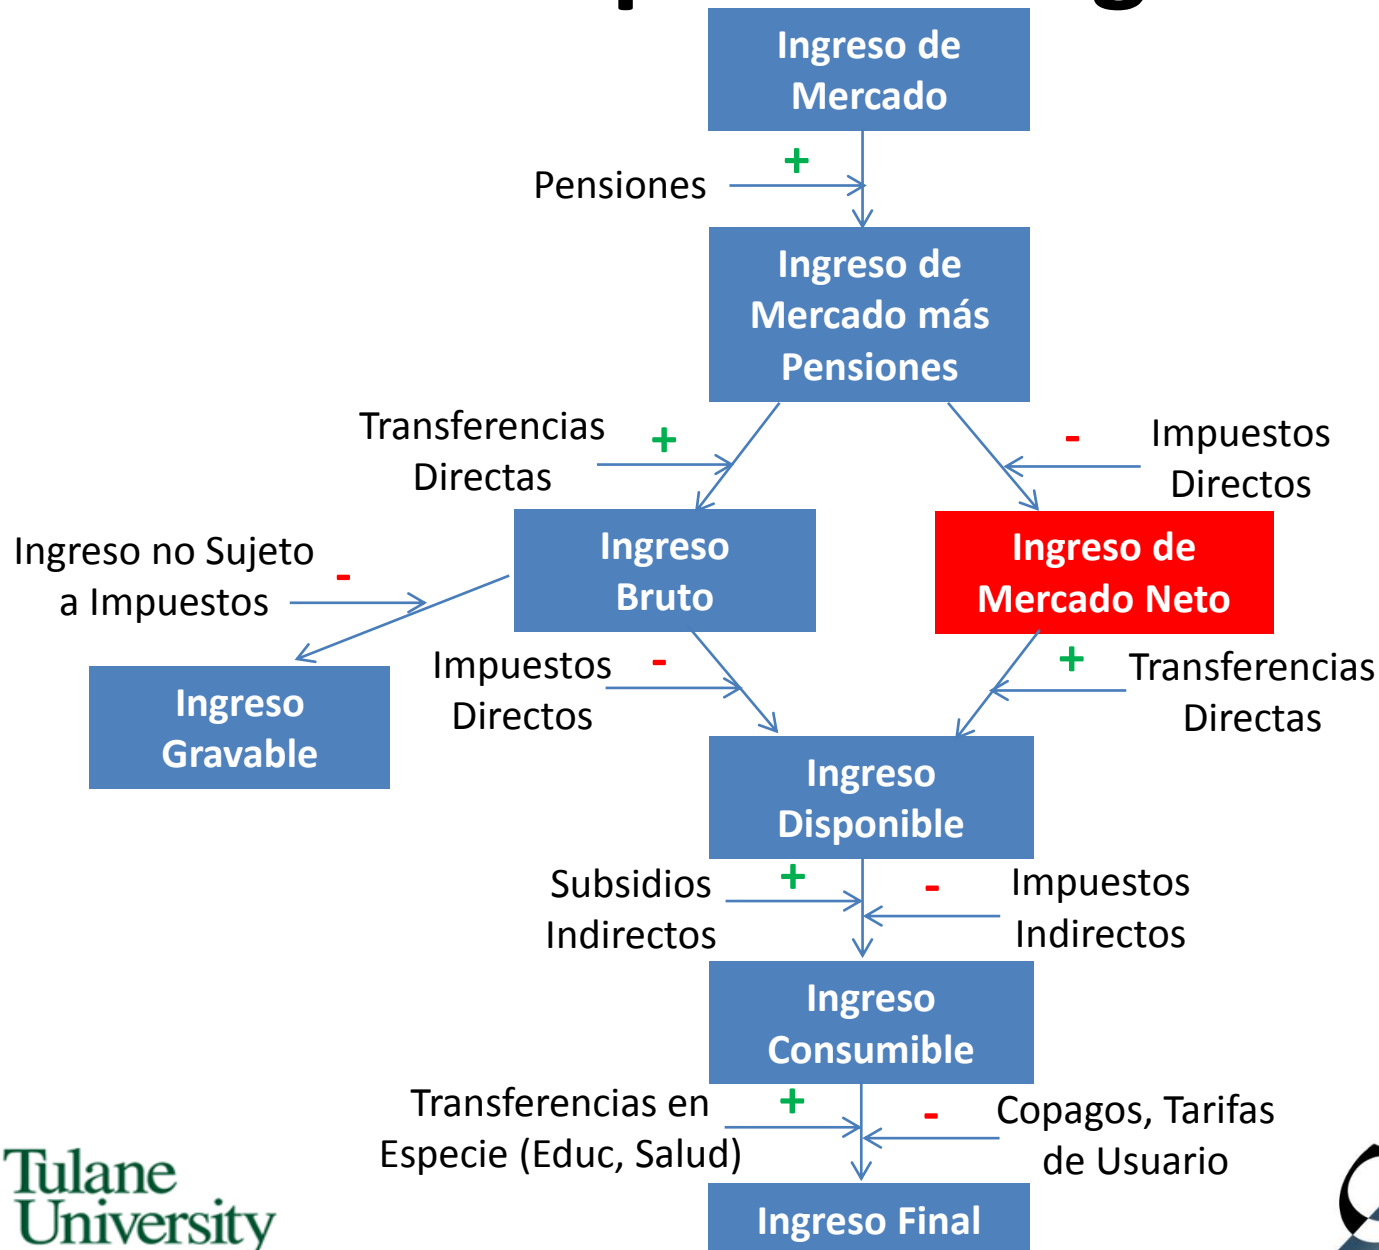 Ingreso de
Mercado
+
Pensiones
Ingreso de
Mercado más
Pensiones
Transferencias
Directas
+
-
Impuestos
Directos
Ingreso no Sujeto
a Impuestos
-
Ingreso
Bruto
Ingreso de
Mercado Neto
Ingreso
Gravable
Impuestos
Directos
-
+
Transferencias
Directas
Ingreso
Disponible
Subsidios
Indirectos
+
-
Impuestos
Indirectos
Ingreso
Consumible
Transferencias en
Especie (Educ, Salud)
+
-
Copagos, Tarifas
de Usuario
Ingreso Final
Tulane
University